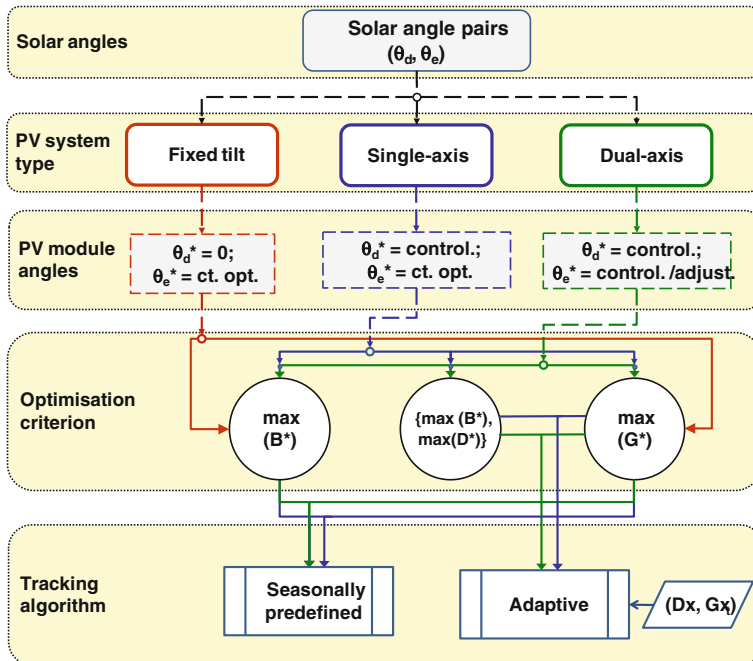 Solar angles
Solar angle pairs
(θd, θe)
PV system
type
Fixed tilt
Single-axis
Dual-axis
PV module
angles
θd* = 0;
θe* = ct. opt.
θd* = control.;
θe* = ct. opt.
θd* = control.;
θe* = control. /adjust.
Optimisation
criterion
max
(B*)
{max (B*),
max(D*)}
max
(G*)
Tracking
algorithm
Seasonally
predefined
Adaptive
(Dx, Gx)